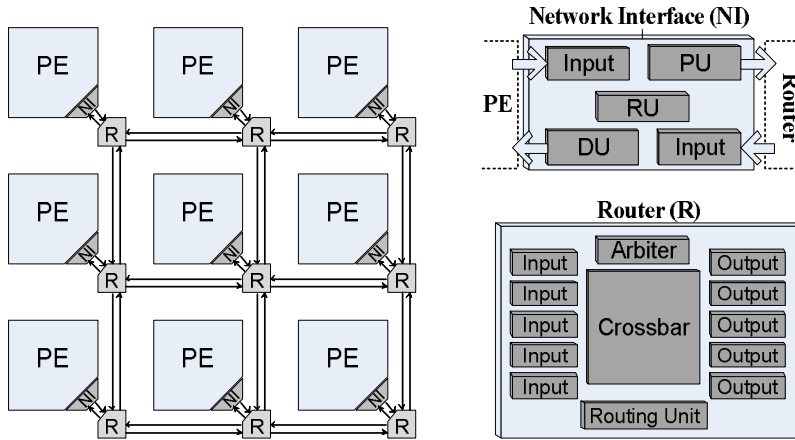 PE PE PE
NI NI NI
R R R
PE PE PE
NI NI NI
R R R
PE PE PE
NI NI NI
R R R
Network Interface (NI)
Input PU
PE RU Router
DU Input
Router (R)
Arbiter
Input Output
Input Output
Input Crossbar Output
Input Output
Input Output
Routing Unit